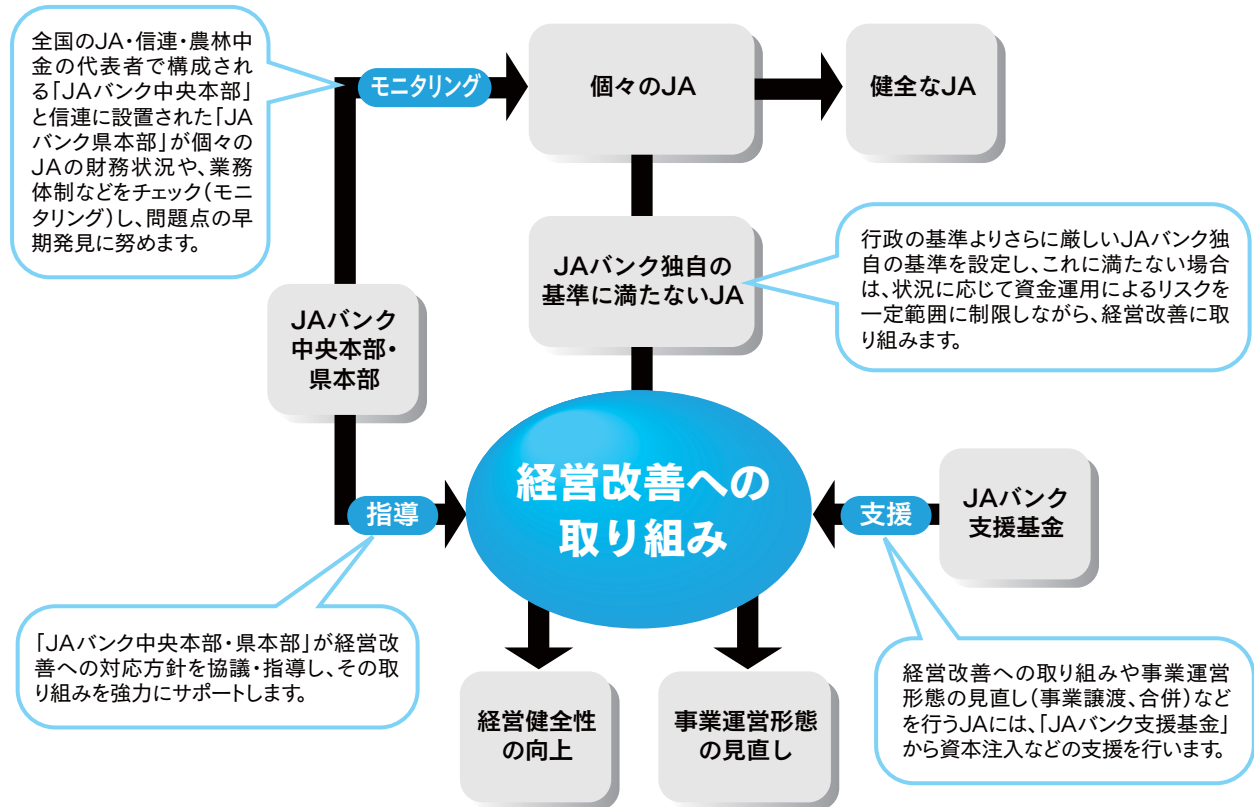 全国のJA・信連・農林中
金の代表者で構成され
る「JAバンク中央本部」
と信連に設置された「JA
バンク県本部」が個々の
JAの財務状況や、業務
体制などをチェック(モニ
タリング)し、問題点の早
期発見に努めます。
モニタリング
個々のJA
健全なJA
JAバンク独自の
基準に満たないJA
行政の基準よりさらに厳しいJAバンク独
自の基準を設定し、これに満たない場合
は、状況に応じて資金運用によるリスクを
一定範囲に制限しながら、経営改善に取
り組みます。
JAバンク
中央本部・
県本部
経営改善への
取り組み
指導
支援
JAバンク
支援基金
「JAバンク中央本部・県本部」が経営改
善への対応方針を協議・指導し、その取
り組みを強力にサポートします。
経営健全性
の向上
事業運営形態
の見直し
経営改善への取り組みや事業運営
形態の見直し(事業譲渡、合併)など
を行うJAには、「JAバンク支援基金」
から資本注入などの支援を行います。